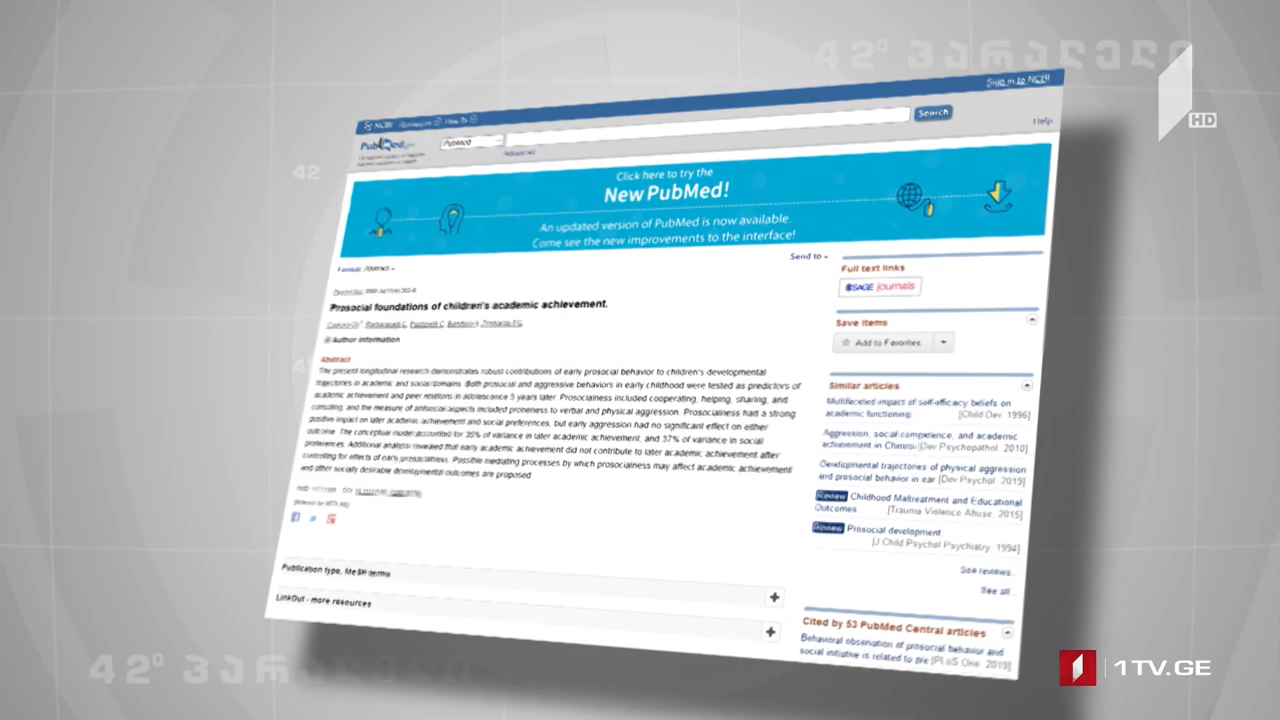 42° პარალელი
HD
Sign in to NCBI
NCBI Resources How To
PubMed.gov
PubMed
Search
Advanced
Help
Click here to try the
New PubMed!
An updated version of PubMed is now available.
Come see the new improvements to the interface!
Format: Abstract
Send to
Prosocial foundations of children's academic achievement.
Author information
Abstract
The present longitudinal research demonstrates robust contributions of early prosocial behavior to children's developmental
trajectories in academic and social domains. Both prosocial and aggressive behaviors in early childhood were tested as predictors of
academic achievement and peer relations in adolescence 5 years later. Prosocialness included cooperating, helping, sharing, and
consoling, and the measure of antisocial aspects included proneness to verbal and physical aggression. Prosocialness had a strong
positive impact on later academic achievement and social preferences, but early aggression had no significant effect on either
outcome. The conceptual model accounted for 35% of variance in later academic achievement, and 37% of variance in social
preferences. Additional analysis revealed that early academic achievement did not contribute to later academic achievement after
controlling for effects of early prosocialness. Possible mediating processes by which prosocialness may affect academic achievement
and other socially desirable developmental outcomes are proposed
Publication type, MeSH terms
LinkOut - more resources
Full text links
SAGE journals
Save items
Add to Favorites
Similar articles
Multifaceted impact of self-efficacy beliefs on
academic functioning. [Child Dev. 1996]
Aggression, social competence, and academic
achievement in Chinese [Dev Psychopathol. 2010]
Developmental trajectories of physical aggression
and prosocial behavior in ear [Dev Psychol. 2019]
Review Childhood Maltreatment and Educational
Outcomes [Trauma Violence Abuse. 2015]
Review Prosocial development
[J Child Psychol Psychiatry. 1994]
See reviews...
See all...
Cited by 53 PubMed Central articles
Behavioral observation of prosocial behavior and
social initiative is related to pre [PLoS One. 2019]
42
42° პარალელი
1TV.GE